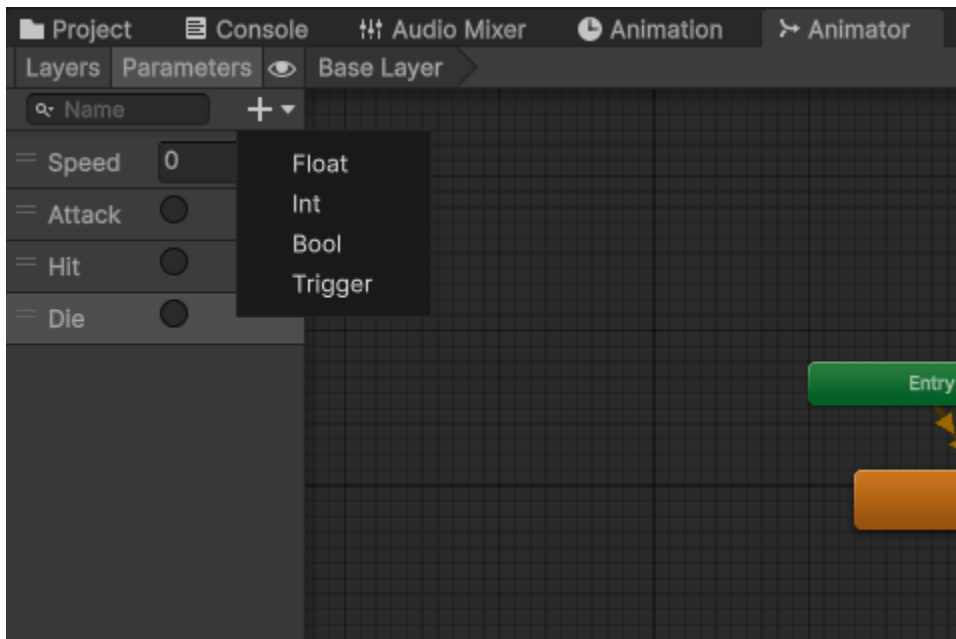 Project Console Audio Mixer Animation Animator
Layers Parameters Base Layer
Name
Speed 0
Attack
Hit
Die
Float
Int
Bool
Trigger
Entry